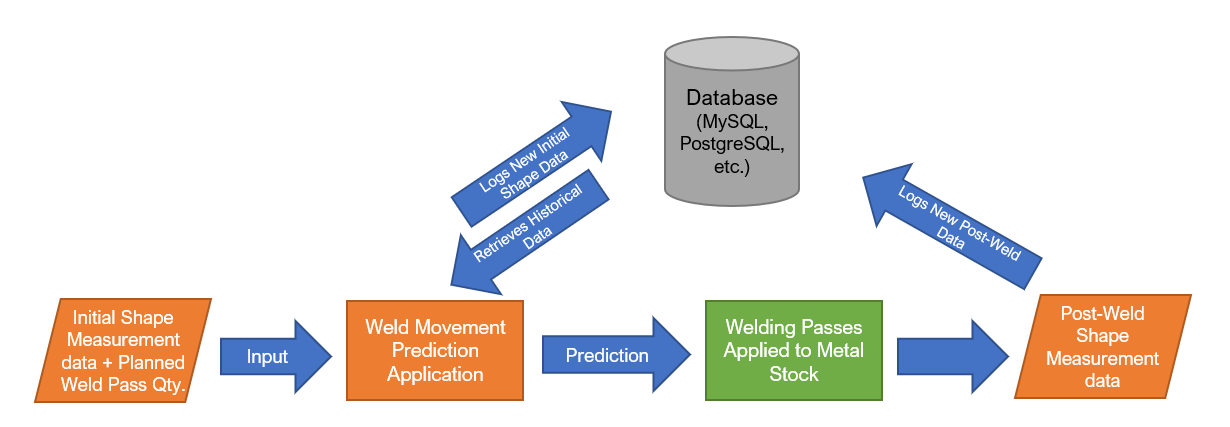 Database
(MySQL,
PostgreSQL,
etc.)
Logs New Initial
Shape Data
Retrieves Historical
Data
Logs New Post-Weld
Data
Initial Shape
Measurement
data + Planned
Weld Pass Qty.
Input
Weld Movement
Prediction
Application
Prediction
Welding Passes
Applied to Metal
Stock
Post-Weld
Shape
Measurement
data